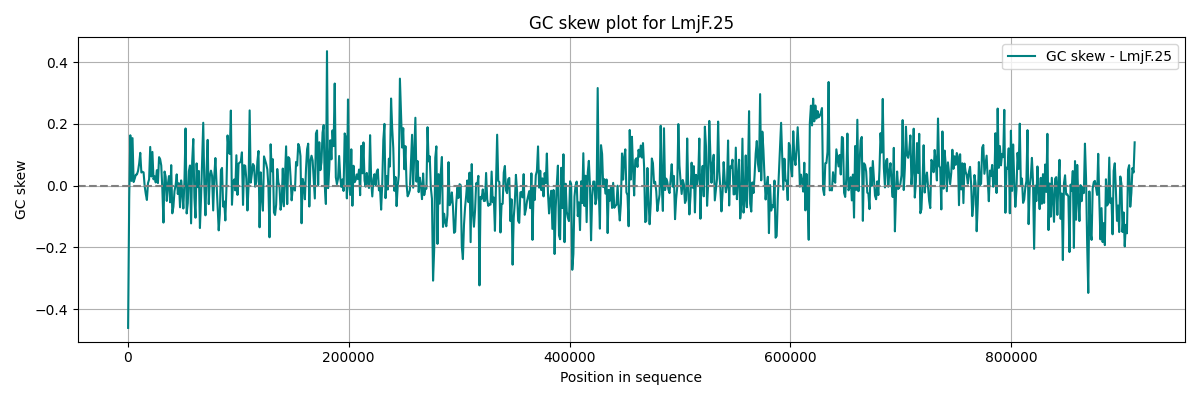 GC skew plot for LmjF.25
GC skew - LmjF.25
GC skew
0.4
0.2
0.0
−0.2
−0.4
0
200000
400000
600000
800000
Position in sequence